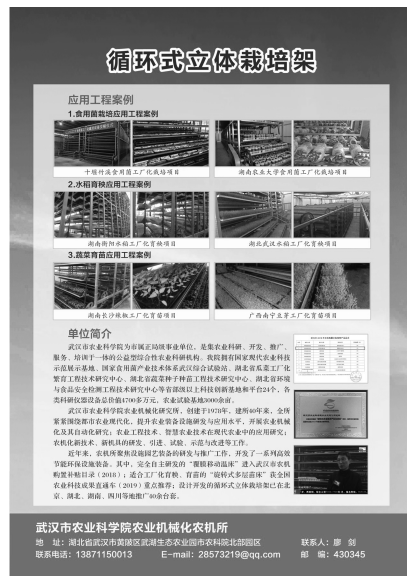 循环式立体栽培架
应用工程案例
1.食用菌栽培应用工程案例
十堰竹溪食用菌工厂化栽培项目
湖南农业大学食用菌工厂化栽培项目
2.水稻育秧应用工程案例
湖南衡阳水稻工厂化育秧项目
湖北武汉水稻工厂化育秧项目
3.蔬菜育苗应用工程案例
湖南长沙辣椒工厂化育苗项目
广西南宁豆芽工厂化育苗项目
单位简介
武汉市农业科学院为市属正局级事业单位，是集农业科研、开发、推广、
服务、培训于一体的公益型综合性农业科研机构。我院拥有国家现代农业科技
示范展示基地、国家食用菌产业技术体系武汉综合试验站、湖北省瓜菜工厂化
繁育工程技术研究中心、湖北省蔬菜种子种苗工程技术研究中心、湖北省环境
与食品安全检测工程技术研究中心等省部级以上科技创新基地和平台24个，各
类科研仪器设备总价值4700多万元，农业试验基地3000余亩。
武汉市农业科学院农业机械化研究所，创建于1978年，建所40年来，全所
紧紧围绕都市农业现代化，提升农业装备设施研发与应用水平，开展农业机械
化及其自动化研究；农业工程技术、智慧农业技术在现代农业中的应用研究；
农机化新技术、新机具的研发、引进、试验、示范与改进等工作。
近年来，农机所聚焦设施园艺装备的研发与推广工作，开发了一系列高效
节能环保设施装备。其中，完全自主研发的“覆膜移动温床”进入武汉市农机
购置补贴目录（2018）；适合工厂化育秧、育苗的“旋转式多层苗床”获全国
农业科技成果直通车（2019）重点推荐；设计开发的循环式立体栽培架已在北
京、湖北、湖南、四川等地推广40余台套。
武汉市农业科学院农业机械化农机所
地　址：湖北省武汉市黄陂区武湖生态农业园市农科院北部园区
联系人：廖　剑
联系电话：13871150013
E-mail：28573219@qq.com
邮　编：430345